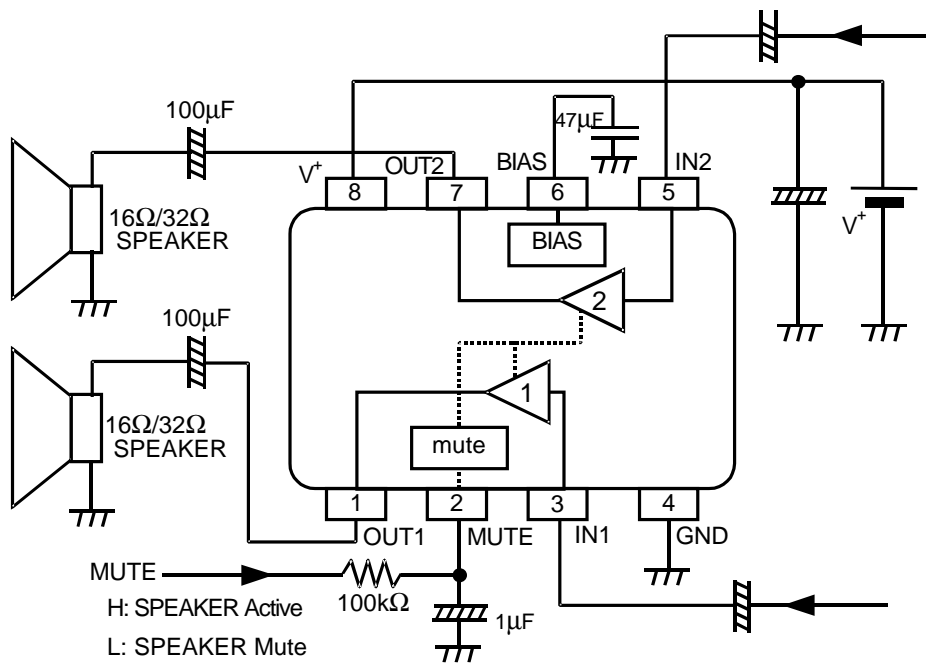 100µF
47µF
V+
OUT2
BIAS
IN2
8
7
6
5
16Ω/32Ω
SPEAKER
BIAS
V+
2
100µF
1
16Ω/32Ω
SPEAKER
mute
1
2
3
4
OUT1
MUTE
IN1
GND
MUTE
100kΩ
H: SPEAKER Active
1µF
L: SPEAKER Mute